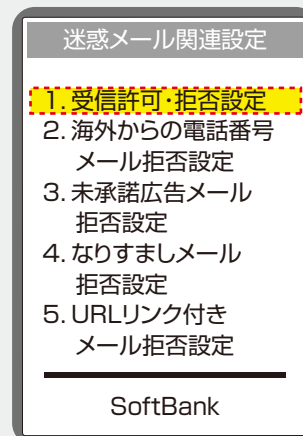 迷惑メール関連設定
1.受信許可･拒否設定
2.海外からの電話番号
メール拒否設定
3.未承諾広告メール
拒否設定
4.なりすましメール
拒否設定
5.URLリンク付き
メール拒否設定
SoftBank